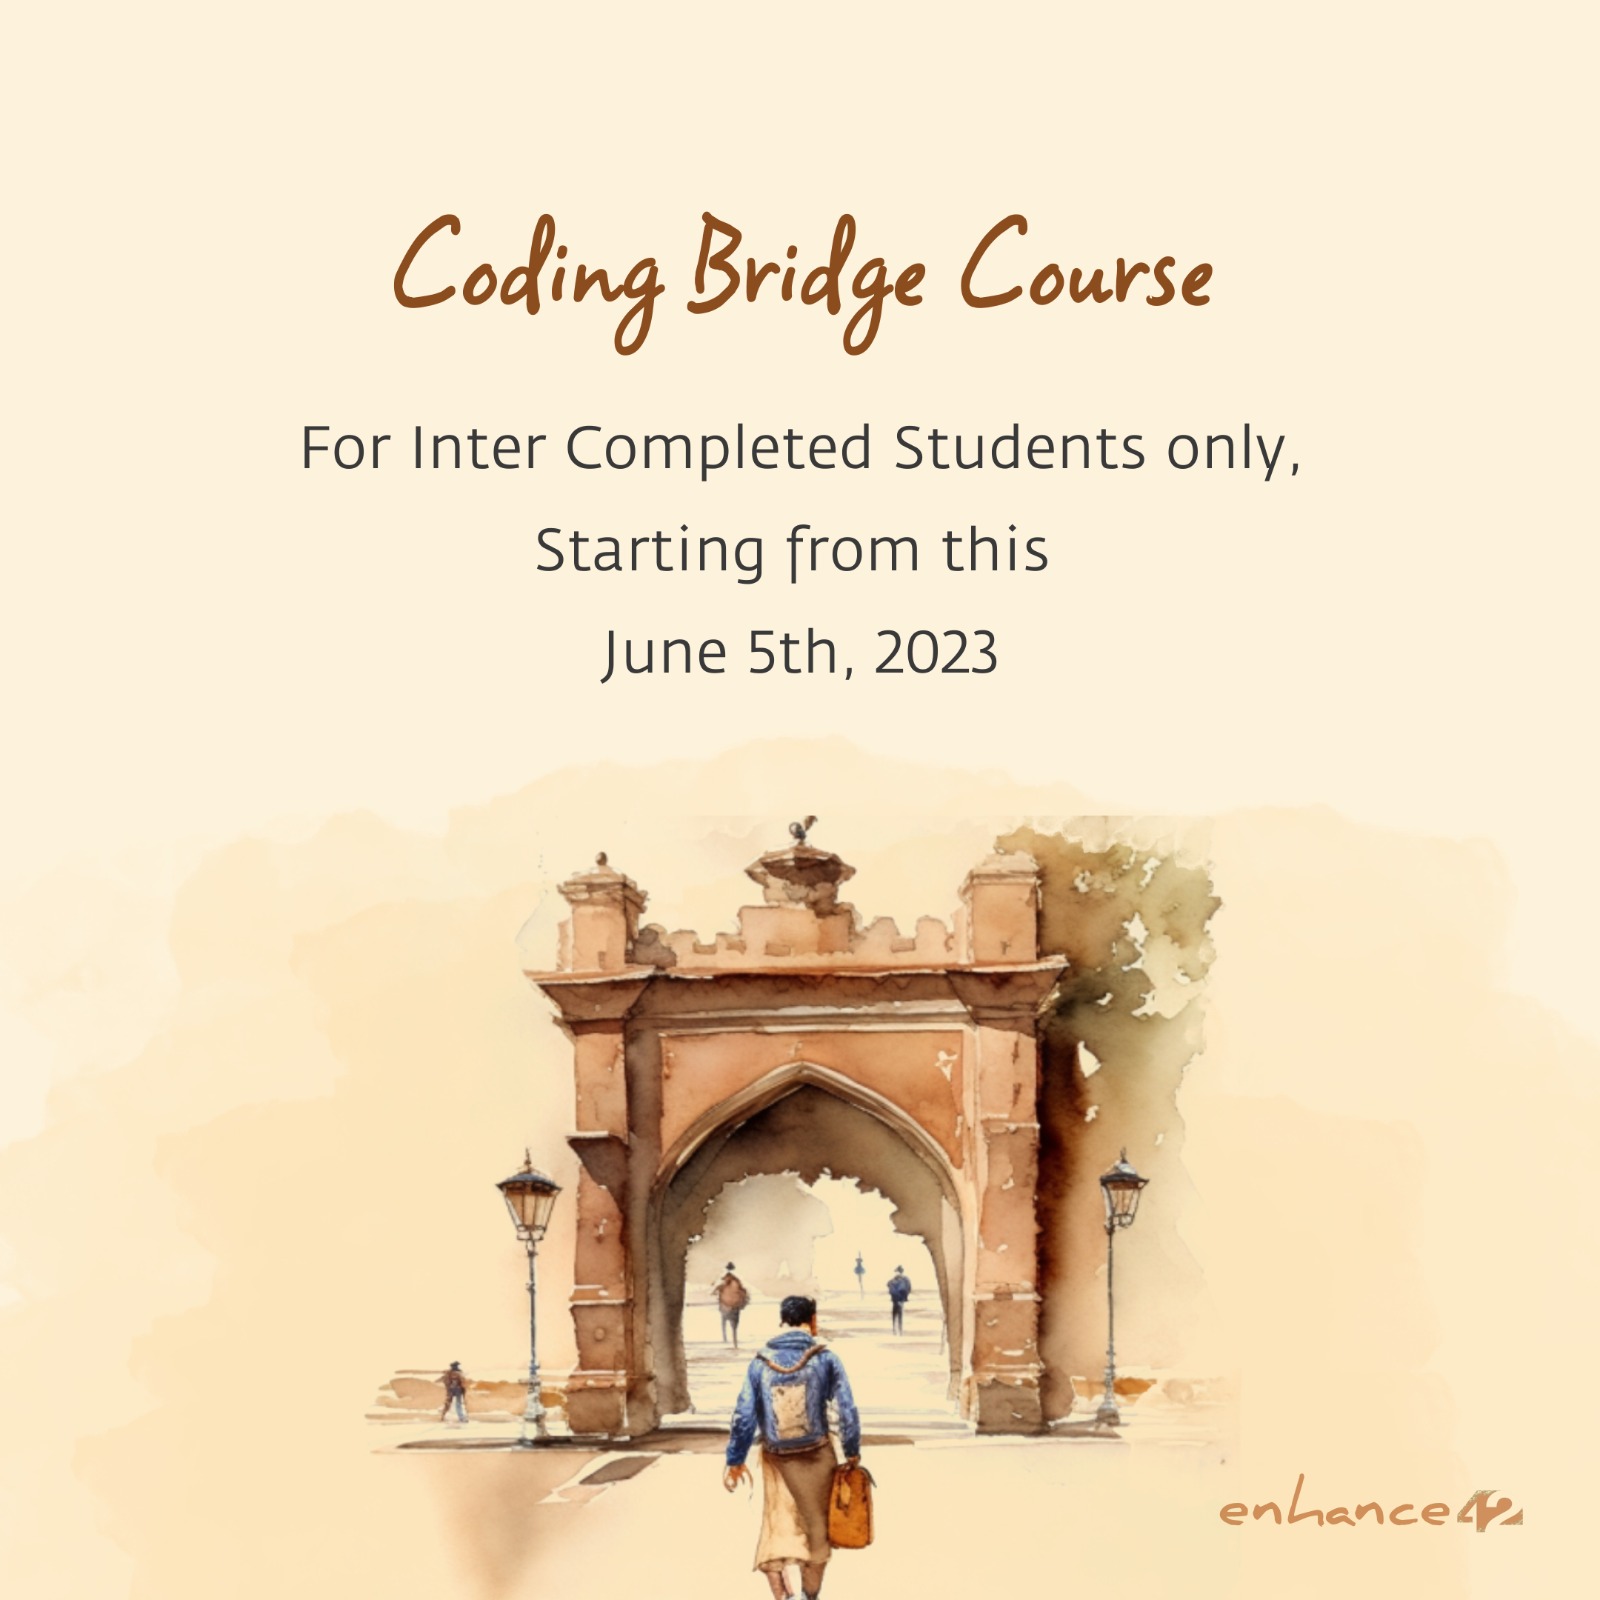 Coding Bridge Course
For Inter Completed Students only,
Starting from this
June 5th, 2023
enhance42